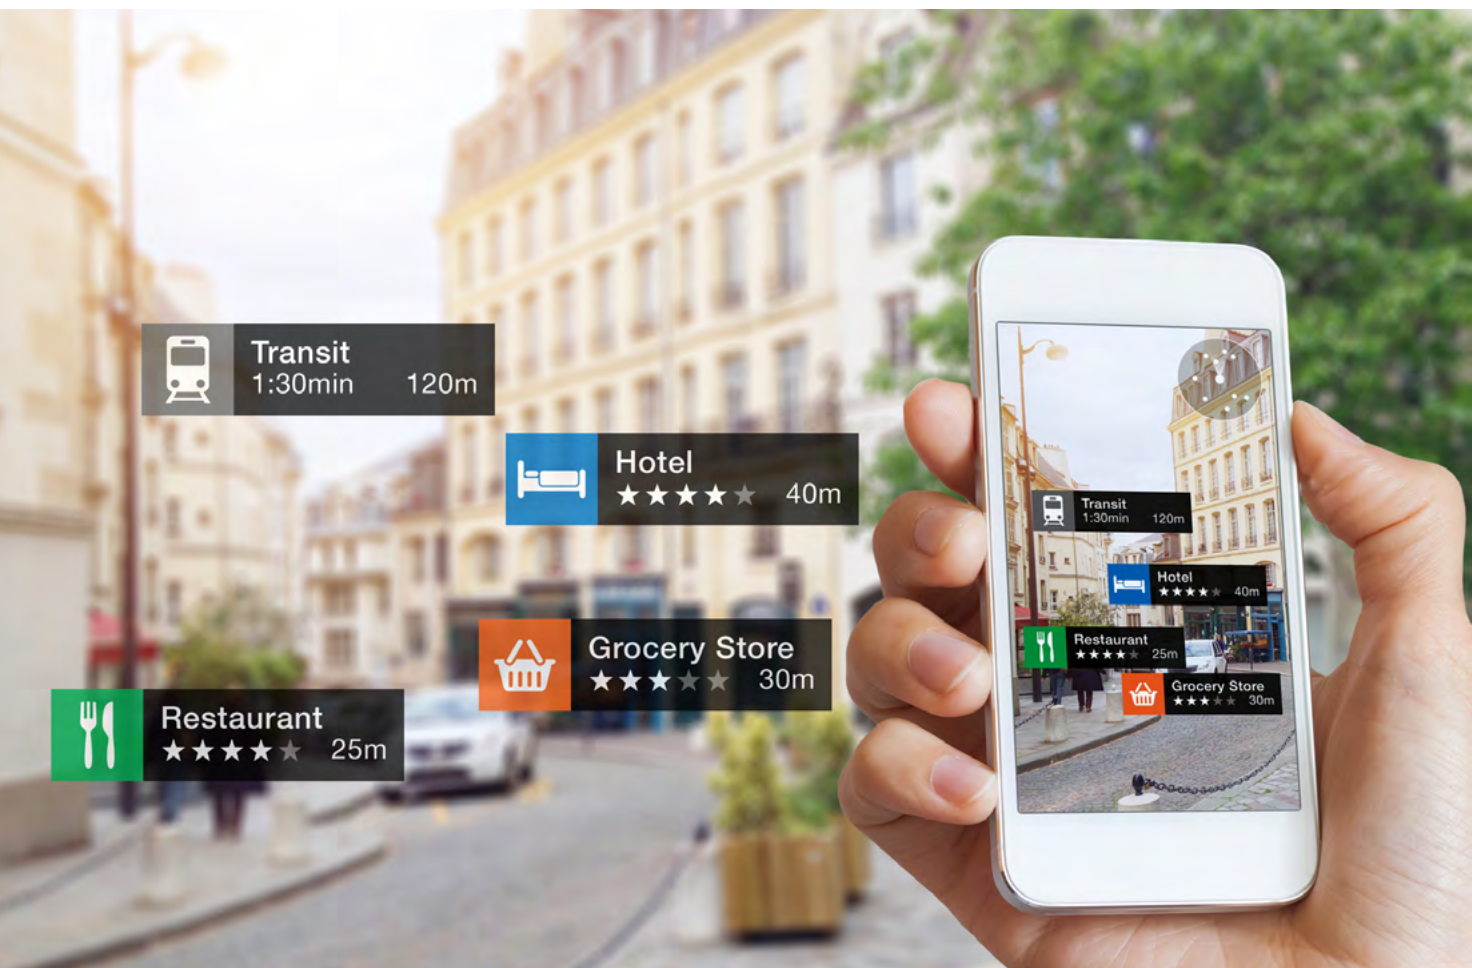 Transit
1:30min 120m
Hotel
40m
Grocery Store
30m
Restaurant
25m
Transit
1:30min 120m
Hotel
40m
Restaurant
25m
Grocery Store
30m